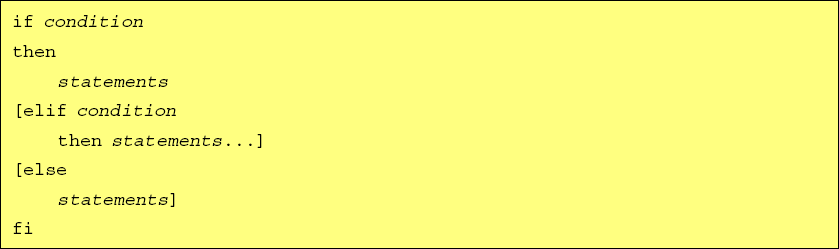 if condition
then
statements
[elif condition
then statements...]
[else
statements]
fi